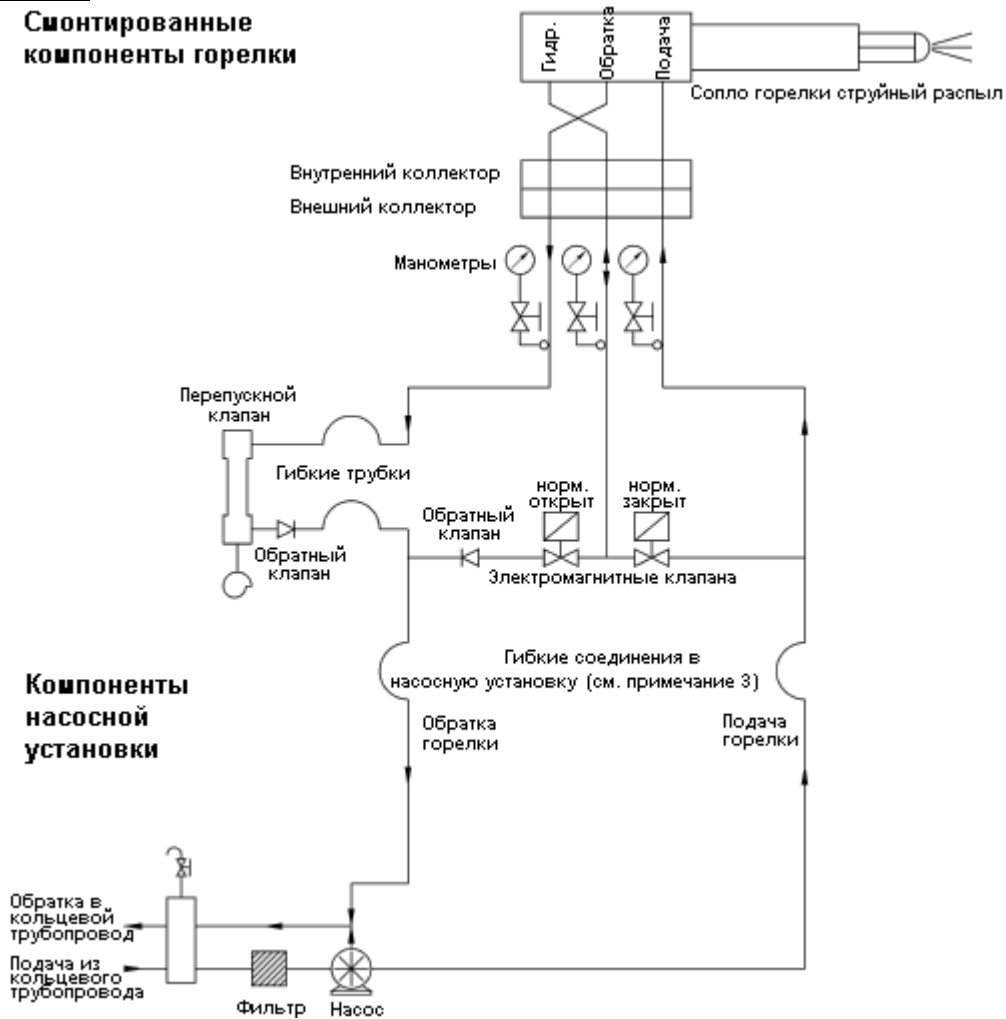 Смонтированные
компоненты горелки
Гидр.
Обратка
Подача
Сопло горелки струйный распыл
Внутренний коллектор
Внешний коллектор
Манометры
Перепускной
клапан
Гибкие трубки
Обратный
клапан
Обратный
клапан
норм.
открыт
норм.
закрыт
Электромагнитные клапана
Гибкие соединения в
насосную установку (см. примечание 3)
Компоненты
насосной
установки
Обратка
горелки
Подача
горелки
Обратка в
кольцевой
трубопровод
Подача из
кольцевого
трубопровода
Фильтр
Насос